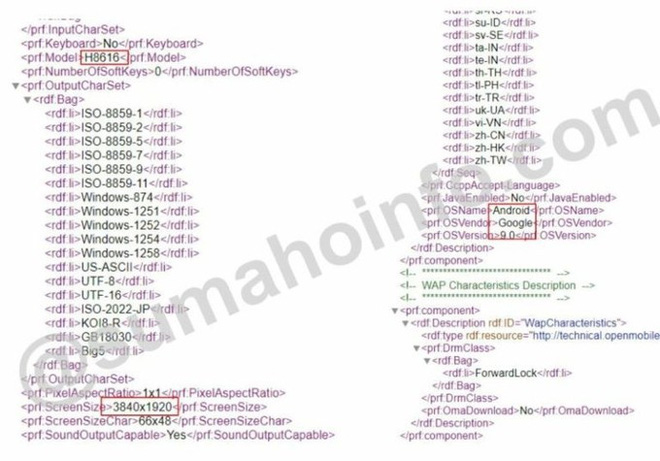 </prf:InputCharSet>
<prf:Keyboard>No</prf:Keyboard>
<prf:Model>H8616</prf:Model>
<prf:NumberOfSoftKeys>0</prf:NumberOfSoftKeys>
<prf:OutputCharSet>
<rdf:Bag>
<rdf:li>ISO-8859-1</rdf:li>
<rdf:li>ISO-8859-2</rdf:li>
<rdf:li>ISO-8859-4</rdf:li>
<rdf:li>ISO-8859-5</rdf:li>
<rdf:li>ISO-8859-7</rdf:li>
<rdf:li>ISO-8859-9</rdf:li>
<rdf:li>ISO-8859-11</rdf:li>
<rdf:li>Windows-874</rdf:li>
<rdf:li>Windows-1251</rdf:li>
<rdf:li>Windows-1252</rdf:li>
<rdf:li>Windows-1254</rdf:li>
<rdf:li>Windows-1258</rdf:li>
<rdf:li>US-ASCII</rdf:li>
<rdf:li>UTF-8</rdf:li>
<rdf:li>UTF-16</rdf:li>
<rdf:li>ISO-2022-JP</rdf:li>
<rdf:li>KOI8-R</rdf:li>
<rdf:li>GB18030</rdf:li>
<rdf:li>Big5</rdf:li>
</rdf:Bag>
</prf:OutputCharSet>
<prf:PixelAspectRatio>1x1</prf:PixelAspectRatio>
<prf:ScreenSize>3840x1920</prf:ScreenSize>
<prf:ScreenSizeChar>66x48</prf:ScreenSizeChar>
<prf:SoundOutputCapable>Yes</prf:SoundOutputCapable>
<rdf:li>su-ID</rdf:li>
<rdf:li>sv-SE</rdf:li>
<rdf:li>ta-IN</rdf:li>
<rdf:li>te-IN</rdf:li>
<rdf:li>th-TH</rdf:li>
<rdf:li>tl-PH</rdf:li>
<rdf:li>tr-TR</rdf:li>
<rdf:li>uk-UA</rdf:li>
<rdf:li>vi-VN</rdf:li>
<rdf:li>zh-CN</rdf:li>
<rdf:li>zh-HK</rdf:li>
<rdf:li>zh-TW</rdf:li>
</rdf:Seq>
</prf:CcppAccept-Language>
<prf:JavaEnabled>No</prf:JavaEnabled>
<prf:OSName>Android</prf:OSName>
<prf:OSVendor>Google</prf:OSVendor>
<prf:OSVersion>9.0</prf:OSVersion>
</rdf:Description>
</prf:component>
<!-- ****************************** -->
<!-- WAP Characteristics Description -->
<!-- ****************************** -->
<prf:component>
<rdf:Description rdf:ID="WapCharacteristics">
<rdf:type rdf:resource="http://technical.openmobile
<prf:DrmClass>
<rdf:Bag>
<rdf:li>ForwardLock</rdf:li>
</rdf:Bag>
</prf:DrmClass>
<prf:OmaDownload>No</prf:OmaDownload>
</rdf:Description>
</prf:component>
@sumahoinfo.com